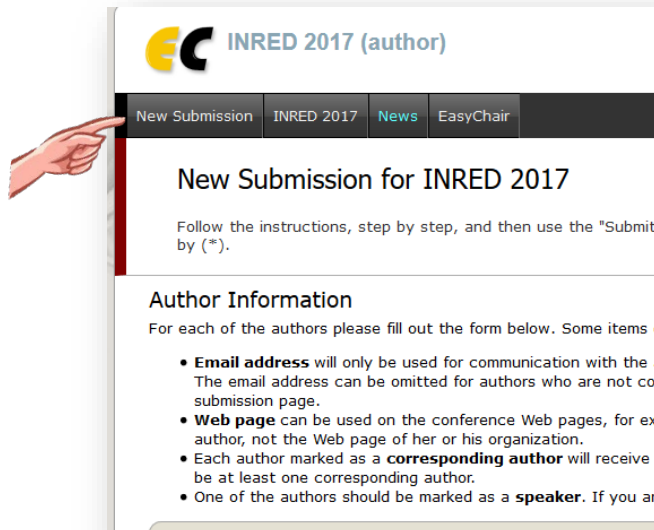 EC INRED 2017 (author)
New Submission INRED 2017 News EasyChair
New Submission for INRED 2017
Follow the instructions, step by step, and then use the "Submit
by (*).
Author Information
For each of the authors please fill out the form below. Some items
• Email address will only be used for communication with the
The email address can be omitted for authors who are not co
submission page.
• Web page can be used on the conference Web pages, for ex
author, not the Web page of her or his organization.
• Each author marked as a corresponding author will receive
be at least one corresponding author.
• One of the authors should be marked as a speaker. If you ar